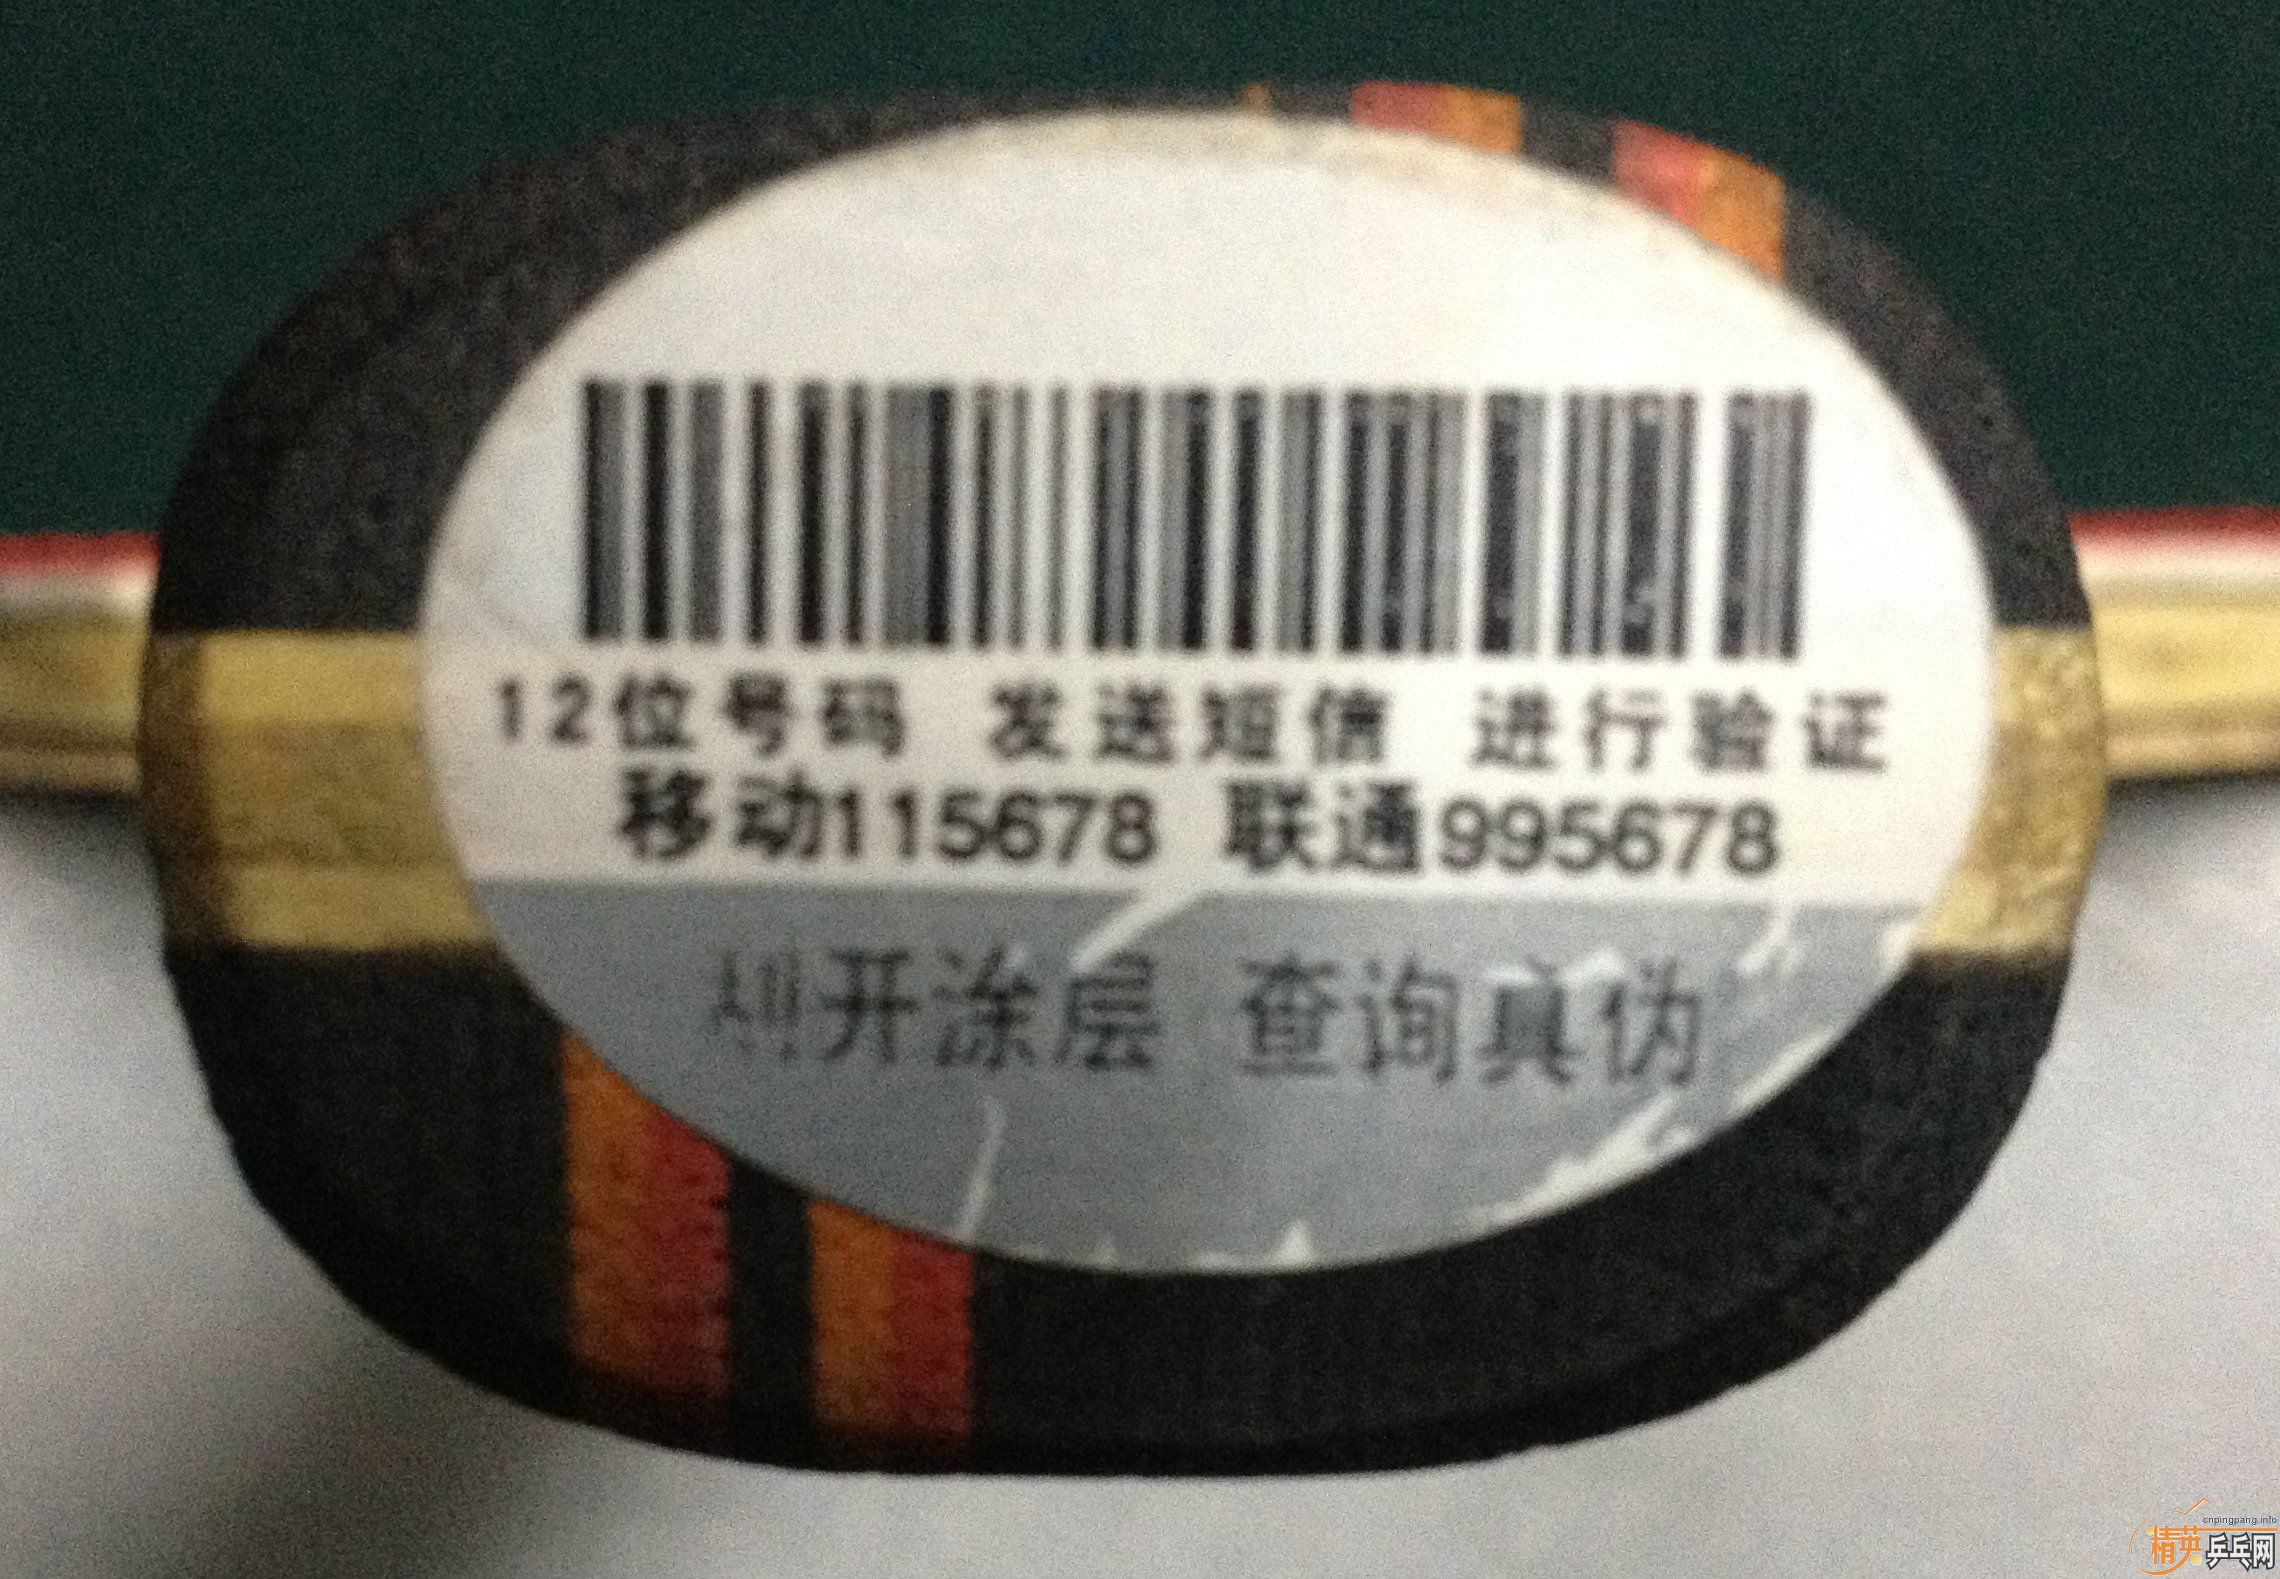 12位号码 发送短信 进行验证
移动115678 联通995678
刮开涂层 查询真伪
cnpingpang.info
精英乒乓网